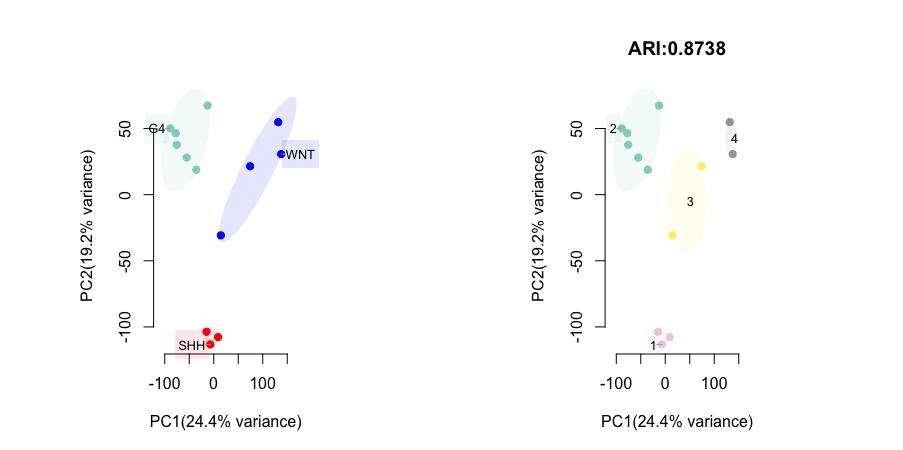 ARI:0.8738
PC2(19.2% variance)
50
0
-50
-100
G4
WNT
SHH
-100 0 100
PC1(24.4% variance)
PC2(19.2% variance)
50
0
-50
-100
2
4
3
1
-100 0 100
PC1(24.4% variance)